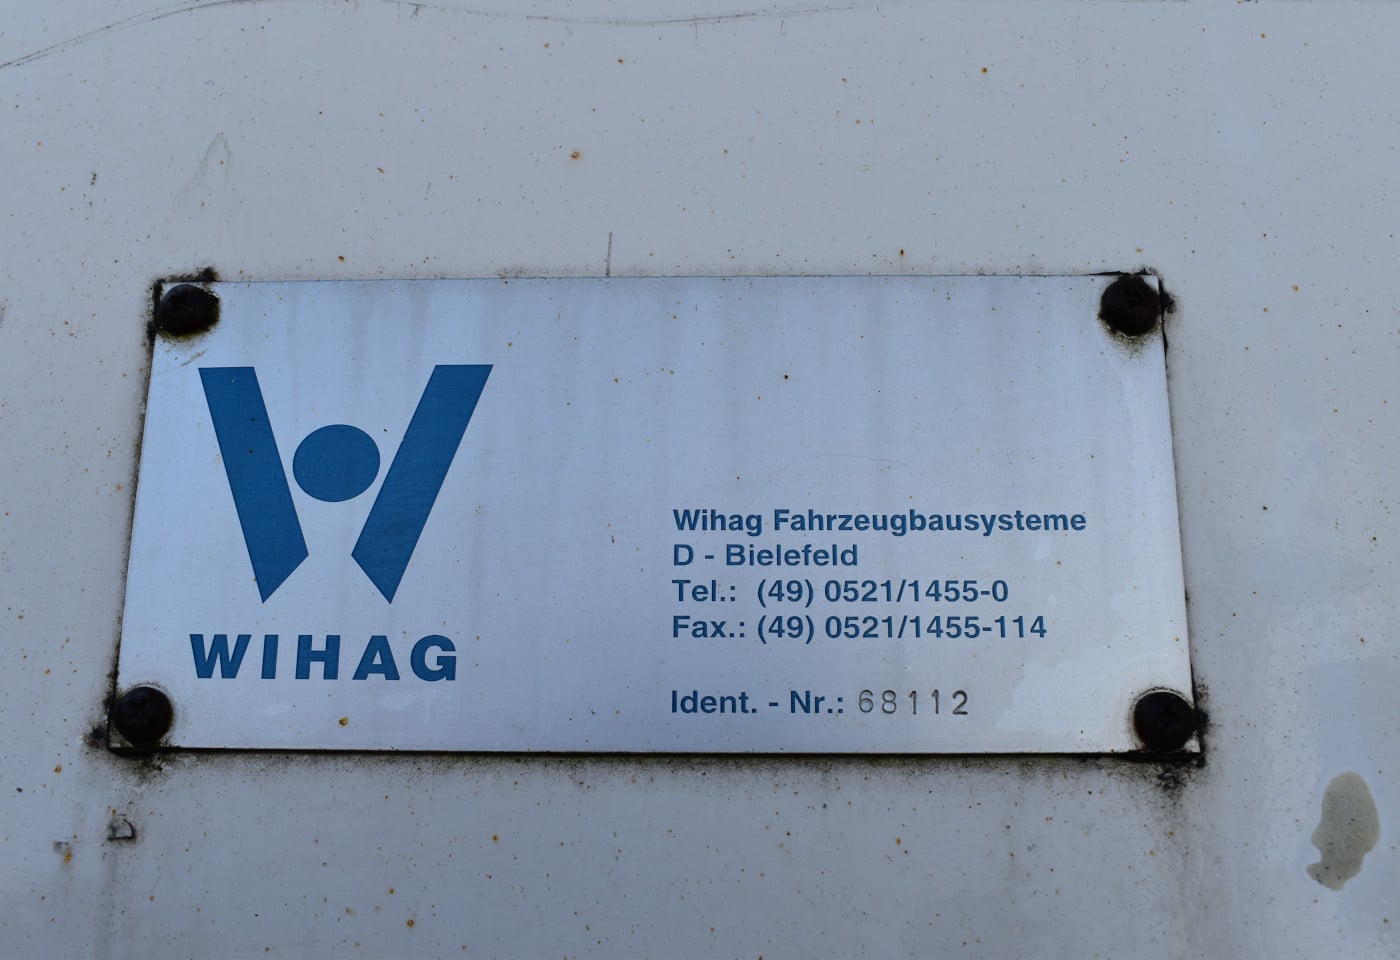 WIHAG
Wihag Fahrzeugbausysteme
D - Bielefeld
Tel.: (49) 0521/1455-0
Fax.: (49) 0521/1455-114
Ident. - Nr.: 68112